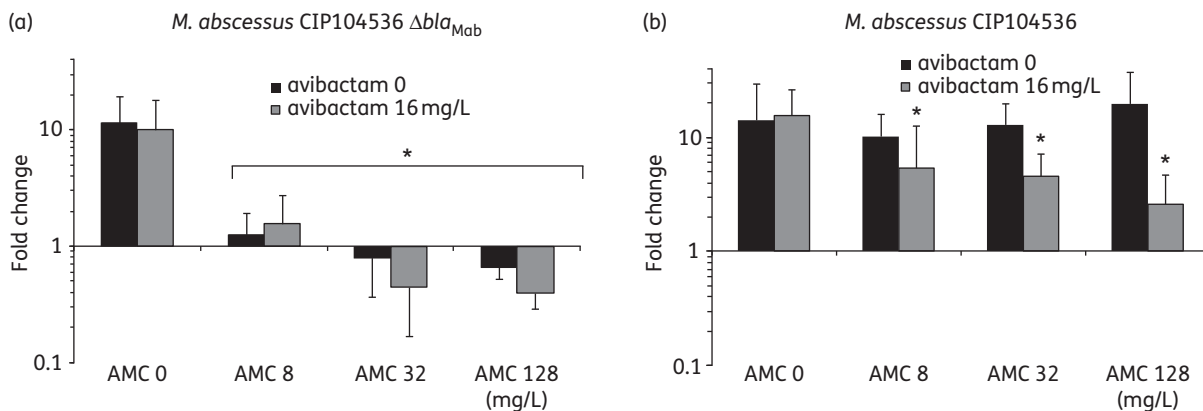 (a)
M. abscessus CIP104536 ΔblaMab
avibactam 0
avibactam 16 mg/L
Fold change
10
1
0.1
*
AMC 0
AMC 8
AMC 32
AMC 128
(mg/L)
(b)
M. abscessus CIP104536
avibactam 0
avibactam 16 mg/L
Fold change
10
1
0.1
*
*
*
AMC 0
AMC 8
AMC 32
AMC 128
(mg/L)